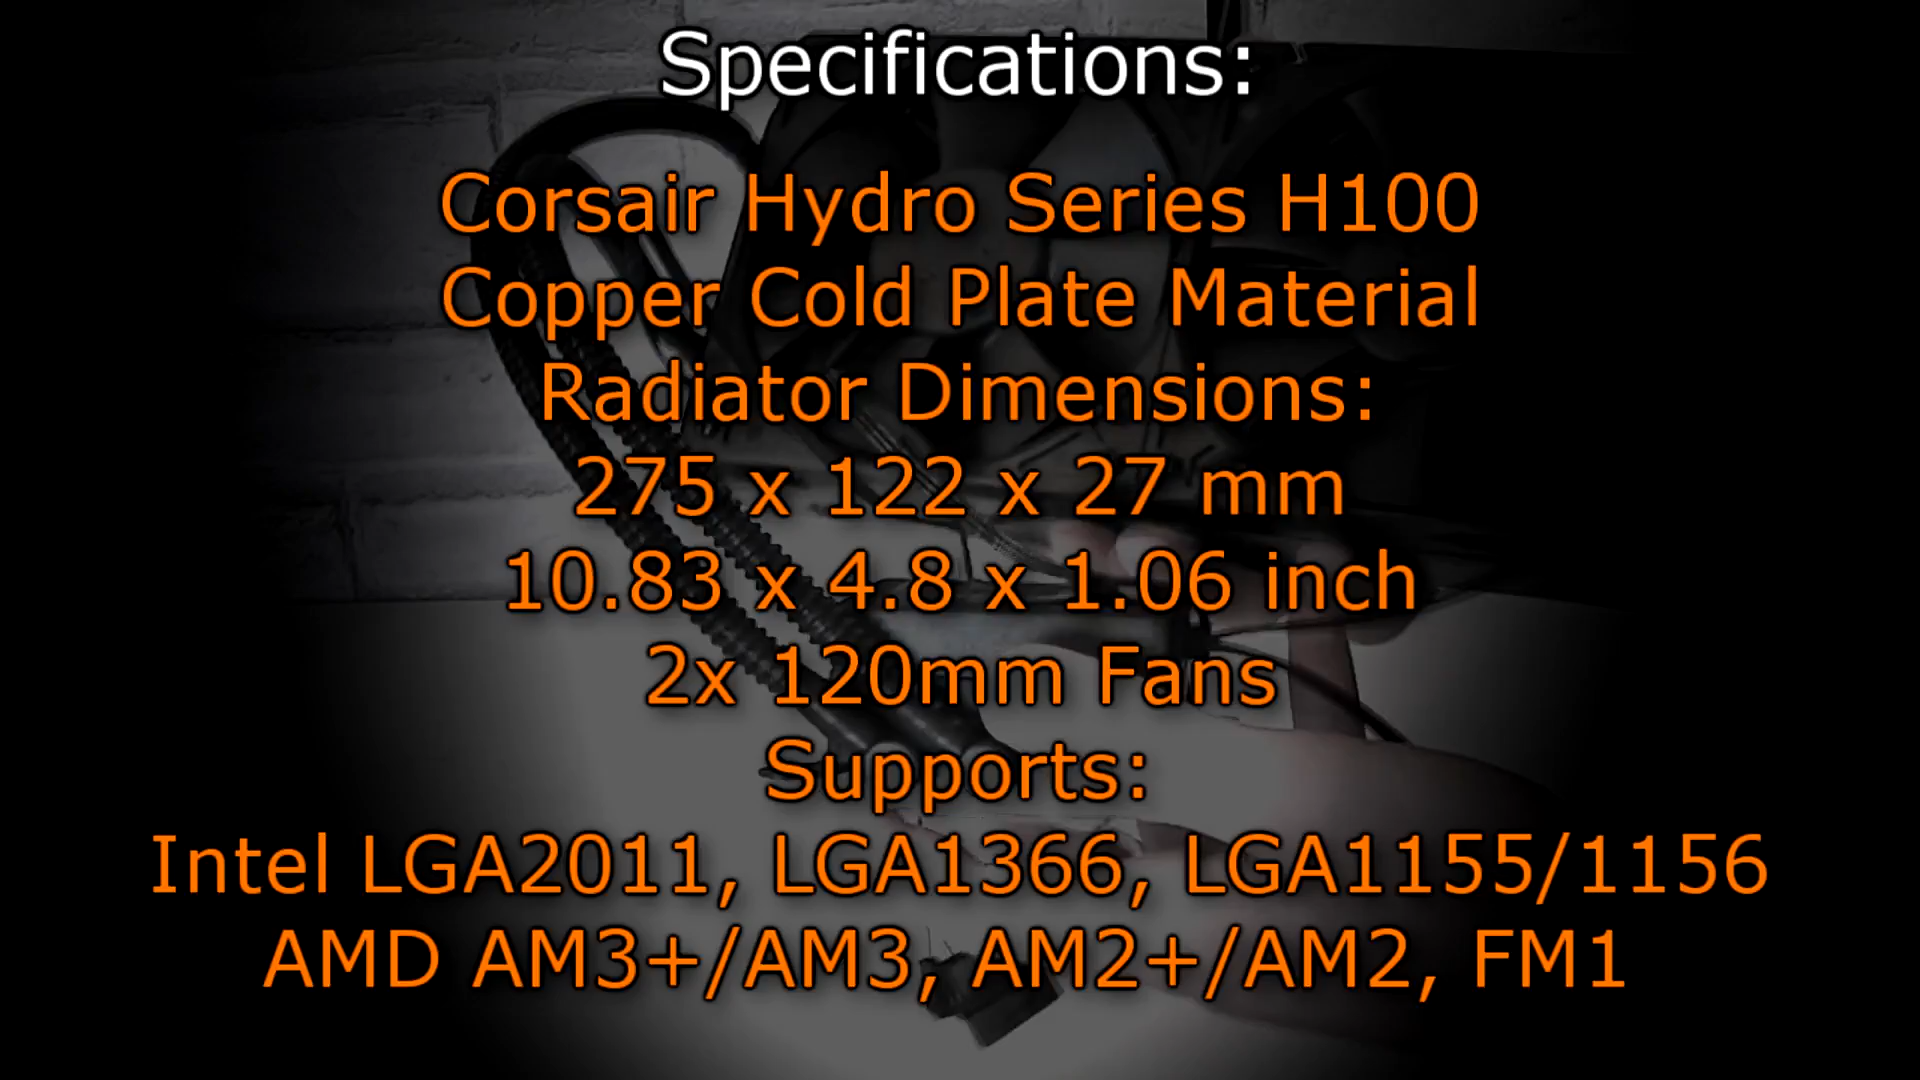 Specifications:
Corsair Hydro Series H100
Copper Cold Plate Material
Radiator Dimensions:
275 x 122 x 27 mm
10.83 x 4.8 x 1.06 inch
2x 120mm Fans
Supports:
Intel LGA2011, LGA1366, LGA1155/1156
AMD AM3+/AM3, AM2+/AM2, FM1